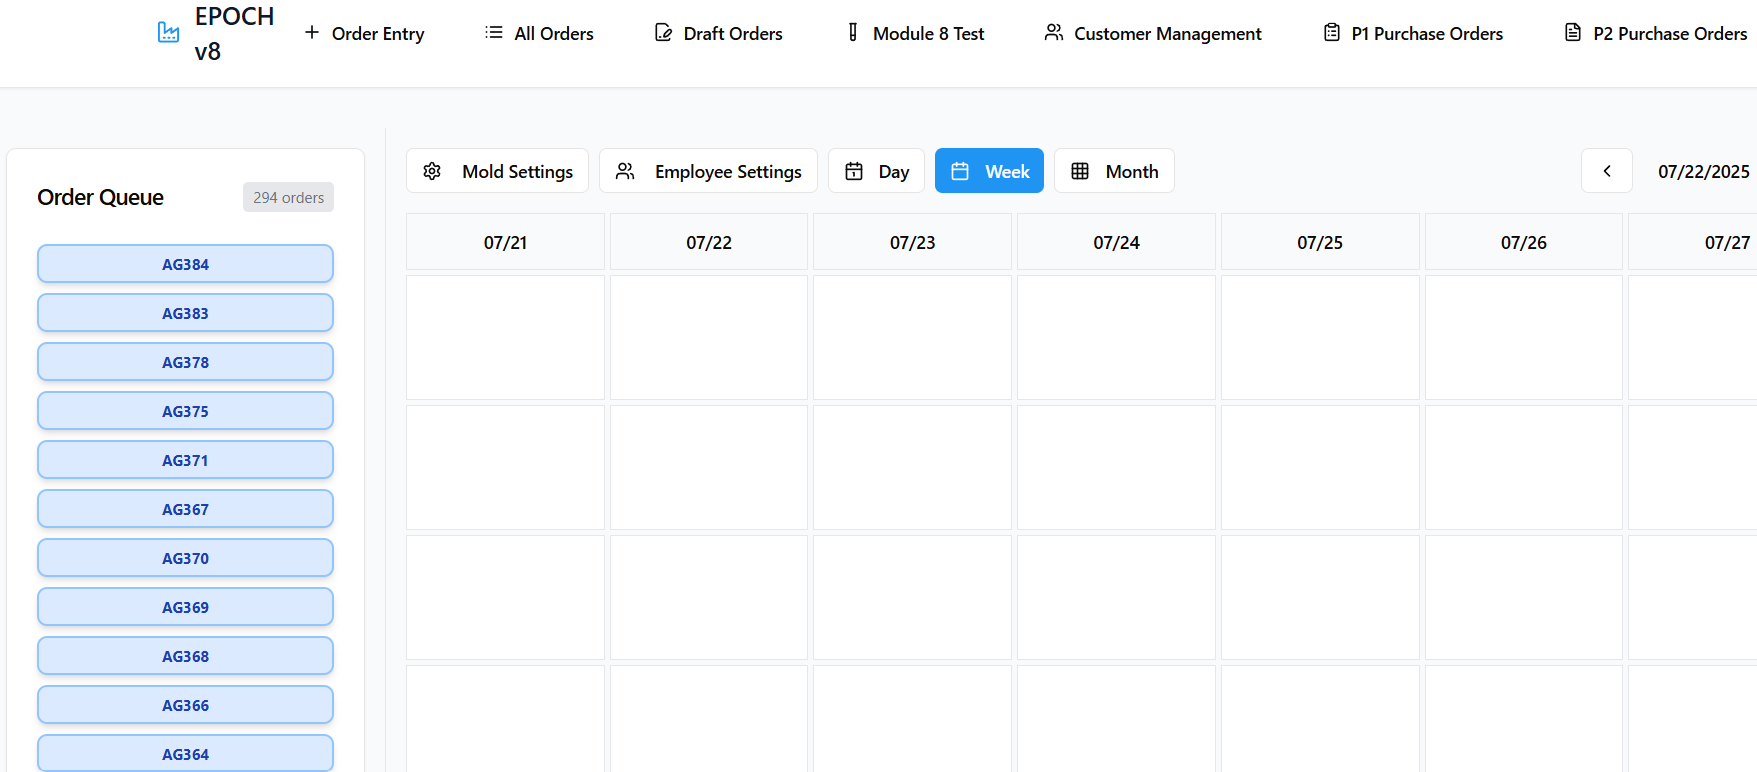 EPOCH
v8
Order Entry
All Orders
Draft Orders
Module 8 Test
Customer Management
P1 Purchase Orders
P2 Purchase Orders
Order Queue
294 orders
AG384
AG383
AG378
AG375
AG371
AG367
AG370
AG369
AG368
AG366
AG364
Mold Settings
Employee Settings
Day
Week
Month
07/22/2025
07/21
07/22
07/23
07/24
07/25
07/26
07/27